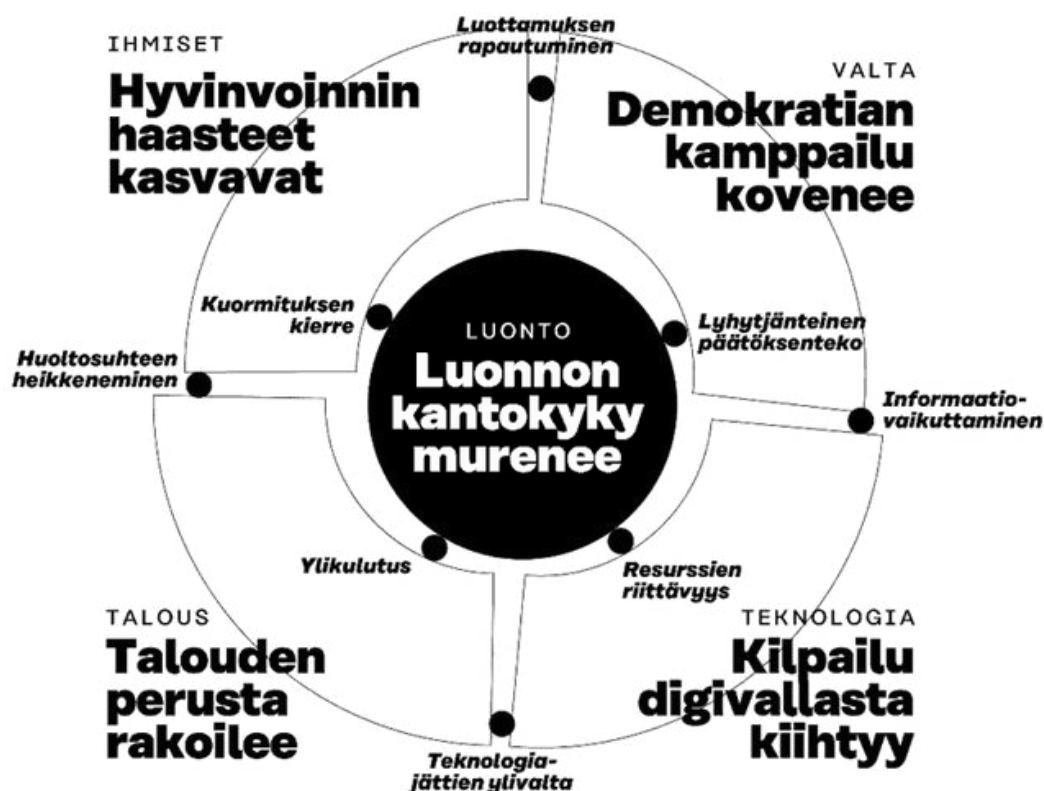 Luottamuksen
rapautuminen
IHMISET
Hyvinvoinnin
haasteet
kasvavat
VALTA
Demokratian
kamppailu
kovenee
Kuormituksen
kierre
Lyhytjänteinen
päätöksenteko
Huoltosuhteen
heikkeneminen
Informaatio-
vaikuttaminen
LUONTO
Luonnon
kantokyky
murenee
Ylikulutus
Resurssien
riittävyys
TALOUS
Talouden
perusta
rakoilee
TEKNOLOGIA
Kilpailu
digivallasta
kiihtyy
Teknologia-
jättien ylivalta